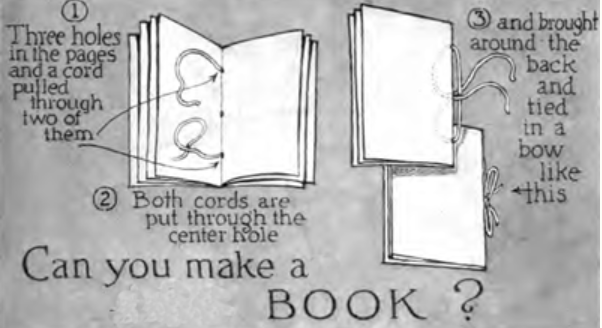 ①
Three holes
in the pages
and a cord
pulled
through
two of
them
② Both cords are
put through the
center hole
③ and brought
around the
back
and
tied
in a
bow
like
this
Can you make a
BOOK ?